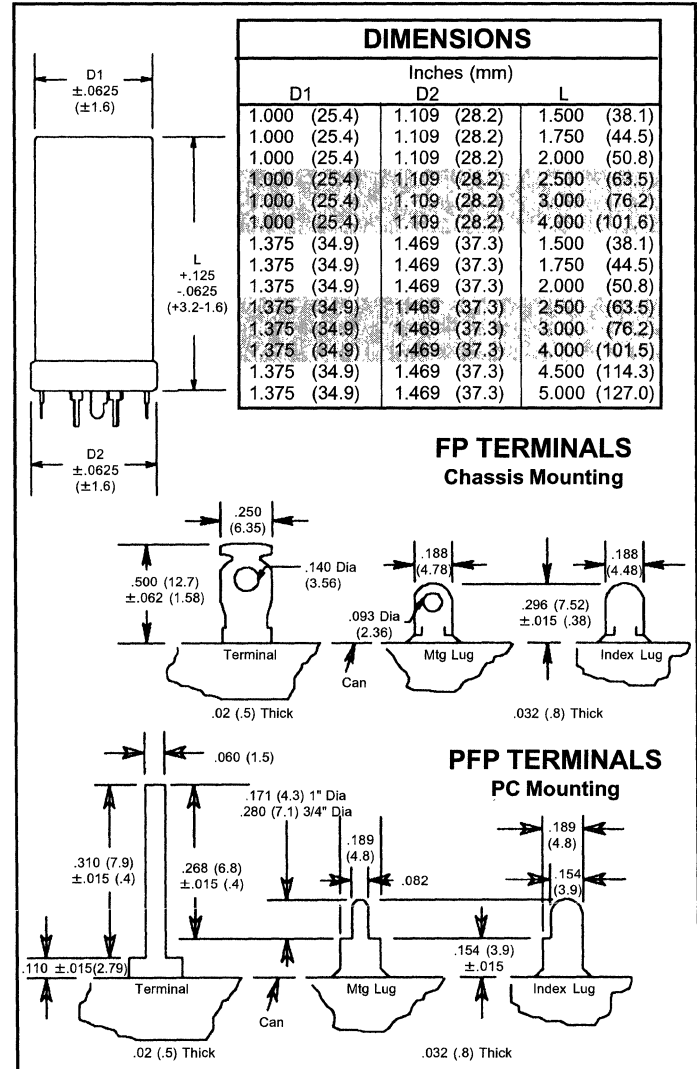 DIMENSIONS
Inches (mm)
D1 D2 L
1.000 (25.4) 1.109 (28.2) 1.500 (38.1)
1.000 (25.4) 1.109 (28.2) 1.750 (44.5)
1.000 (25.4) 1.109 (28.2) 2.000 (50.8)
1.000 (25.4) 1.109 (28.2) 2.500 (63.5)
1.000 (25.4) 1.109 (28.2) 3.000 (76.2)
1.000 (25.4) 1.109 (28.2) 4.000 (101.6)
1.375 (34.9) 1.469 (37.3) 1.500 (38.1)
1.375 (34.9) 1.469 (37.3) 1.750 (44.5)
1.375 (34.9) 1.469 (37.3) 2.000 (50.8)
1.375 (34.9) 1.469 (37.3) 2.500 (63.5)
1.375 (34.9) 1.469 (37.3) 3.000 (76.2)
1.375 (34.9) 1.469 (37.3) 4.000 (101.5)
1.375 (34.9) 1.469 (37.3) 4.500 (114.3)
1.375 (34.9) 1.469 (37.3) 5.000 (127.0)
D1
±.0625
(±1.6)
L
+.125
-.0625
(+3.2-1.6)
D2
±.0625
(±1.6)
FP TERMINALS
Chassis Mounting
.250
(6.35)
.500 (12.7)
±.062 (1.58)
.140 Dia
(3.56)
Terminal
.02 (.5) Thick
Can
.188
(4.78)
.093 Dia
(2.36)
Mtg Lug
.188
(4.48)
.296 (7.52)
±.015 (.38)
Index Lug
.032 (.8) Thick
PFP TERMINALS
PC Mounting
.060 (1.5)
.310 (7.9)
±.015 (.4)
.268 (6.8)
±.015 (.4)
.110 ±.015(2.79)
Terminal
.02 (.5) Thick
Can
.171 (4.3) 1" Dia
.280 (7.1) 3/4" Dia
.189
(4.8)
.082
Mtg Lug
.189
(4.8)
.154
(3.9)
.154 (3.9)
±.015
Index Lug
.032 (.8) Thick